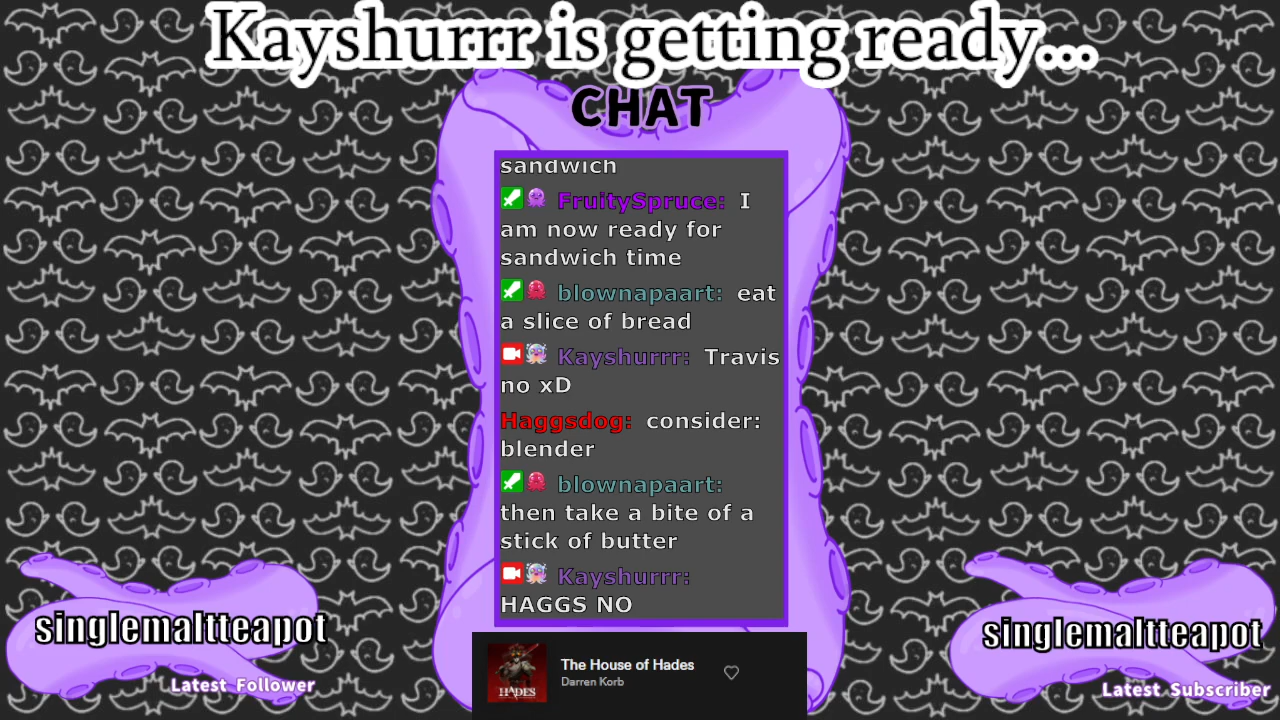 Kayshurrr is getting ready...
CHAT
sandwich
FruitySpruce: I
am now ready for
sandwich time
blownapaart: eat
a slice of bread
Kayshurrr: Travis
no xD
Haggsdog: consider:
blender
blownapaart:
then take a bite of a
stick of butter
Kayshurrr:
HAGGS NO
singlemaltteapot
Latest Follower
HADES
The House of Hades
Darren Korb
singlemaltteapot
Latest Subscriber